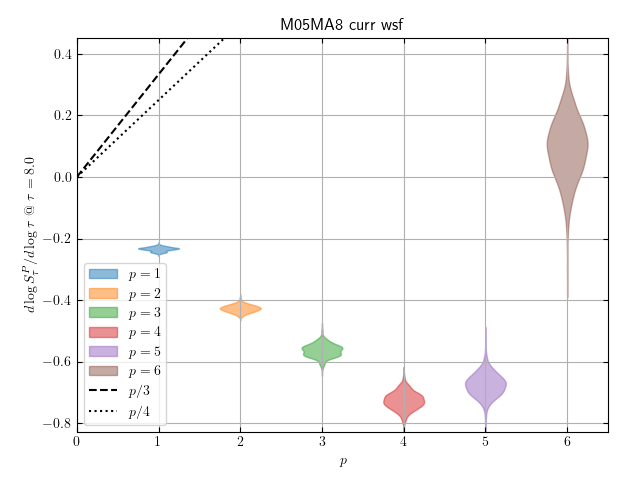 M05MA8 curr wsf
d log S_τ^P/d log τ @ τ = 8.0
0.4
0.2
0.0
−0.2
−0.4
−0.6
−0.8
p = 1
p = 2
p = 3
p = 4
p = 5
p = 6
p/3
p/4
0 1 2 3 4 5 6
p